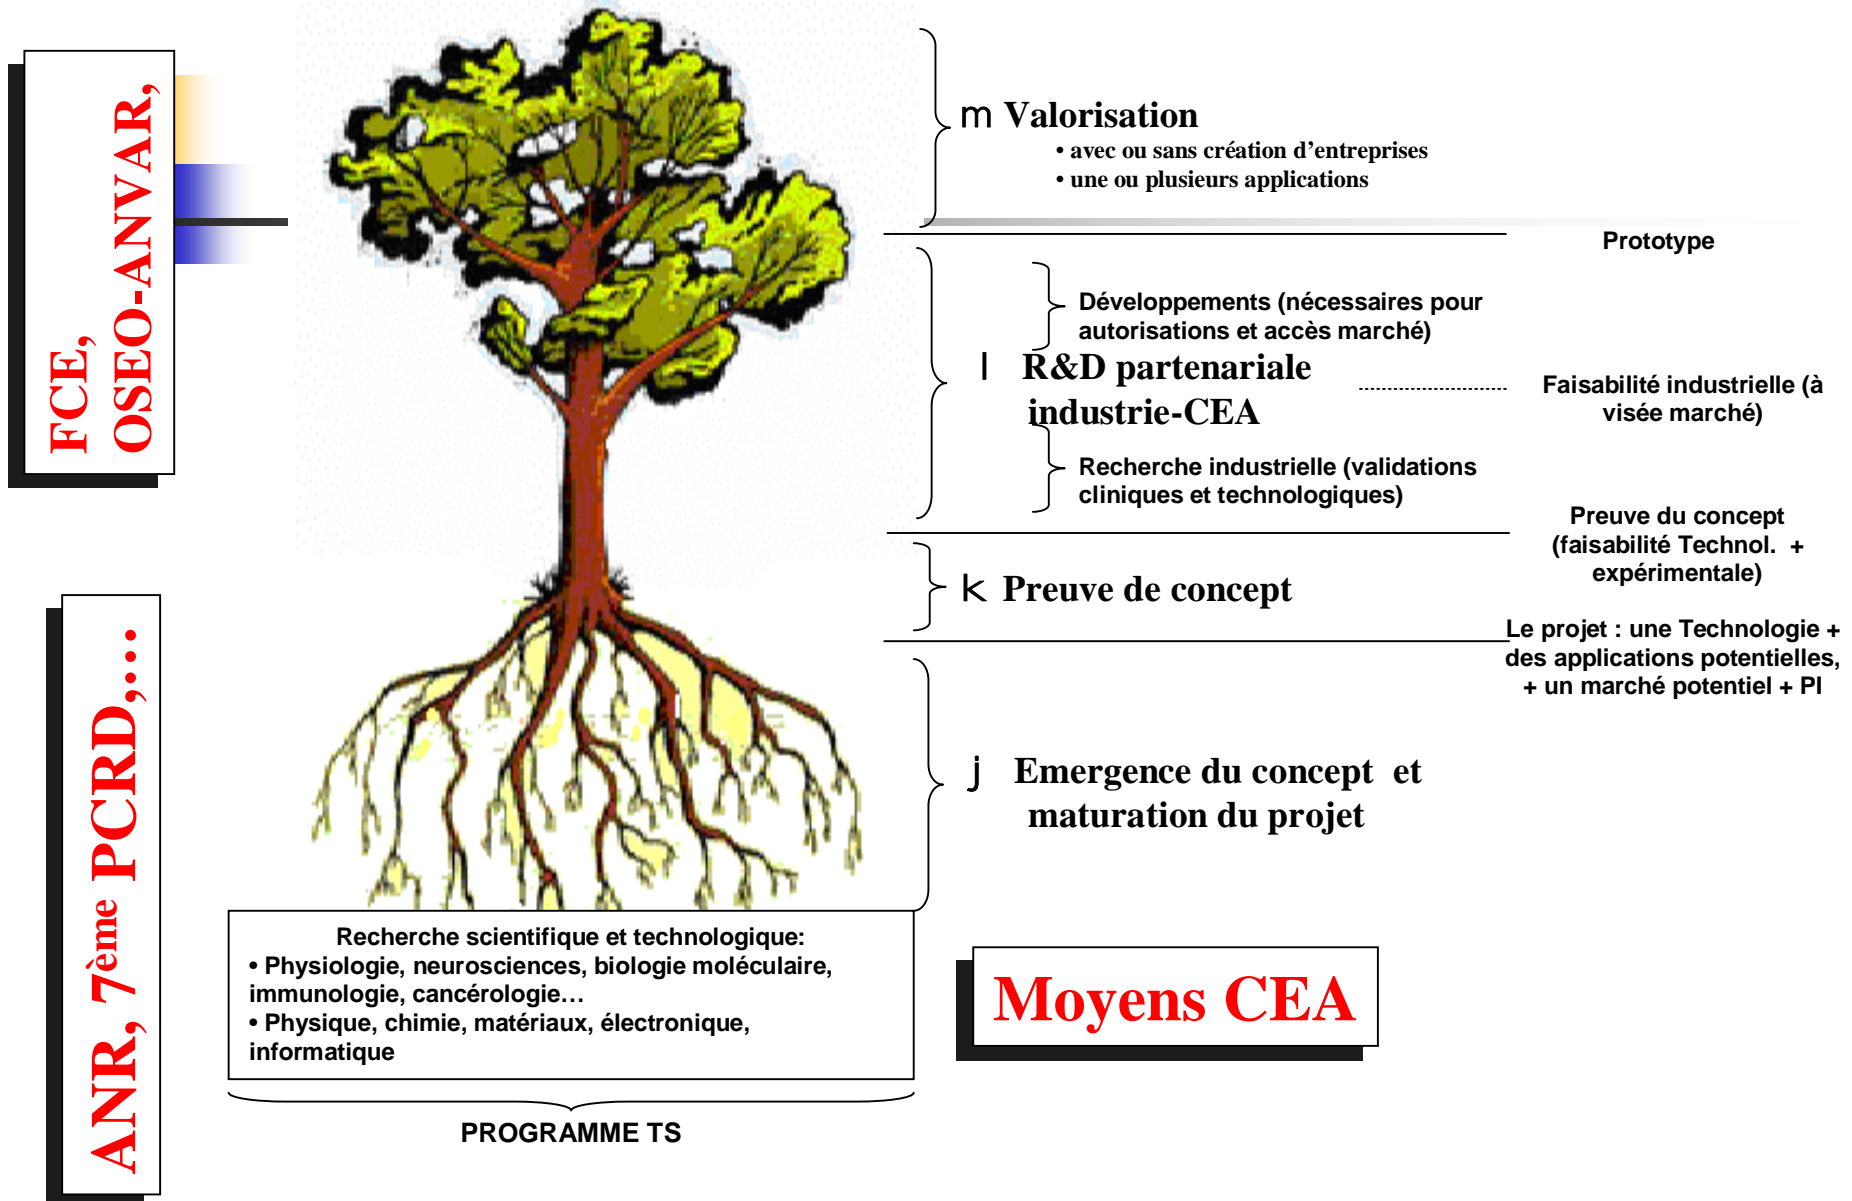 FCE,
OSEO-ANVAR,
ANR, 7ème PCRD,...
m Valorisation
• avec ou sans création d’entreprises
• une ou plusieurs applications
Prototype
Développements (nécessaires pour
autorisations et accès marché)
l R&D partenariale
industrie-CEA
Faisabilité industrielle (à
visée marché)
Recherche industrielle (validations
cliniques et technologiques)
Preuve du concept
(faisabilité Technol. +
expérimentale)
k Preuve de concept
Le projet : une Technologie +
des applications potentielles,
+ un marché potentiel + PI
j Emergence du concept et
maturation du projet
Recherche scientifique et technologique:
• Physiologie, neurosciences, biologie moléculaire,
immunologie, cancérologie…
• Physique, chimie, matériaux, électronique,
informatique
Moyens CEA
PROGRAMME TS